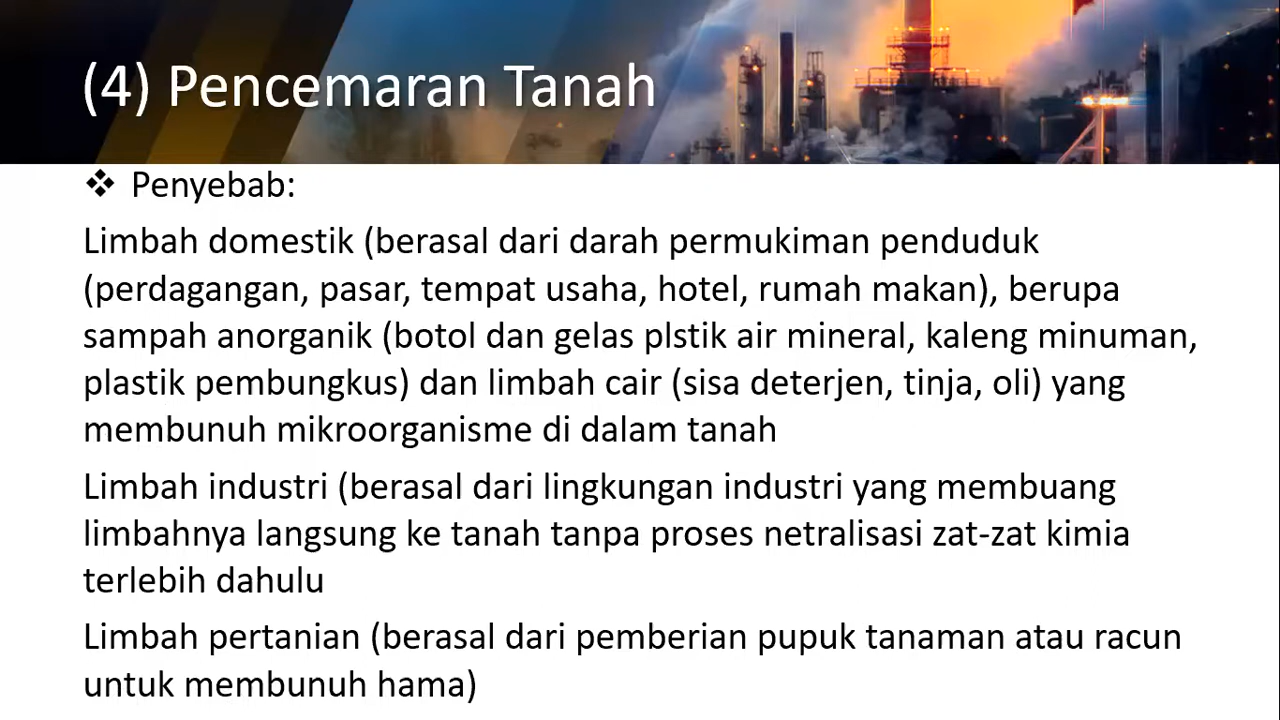 (4) Pencemaran Tanah
❖ Penyebab:
Limbah domestik (berasal dari darah permukiman penduduk
(perdagangan, pasar, tempat usaha, hotel, rumah makan), berupa
sampah anorganik (botol dan gelas plstik air mineral, kaleng minuman,
plastik pembungkus) dan limbah cair (sisa deterjen, tinja, oli) yang
membunuh mikroorganisme di dalam tanah
Limbah industri (berasal dari lingkungan industri yang membuang
limbahnya langsung ke tanah tanpa proses netralisasi zat-zat kimia
terlebih dahulu
Limbah pertanian (berasal dari pemberian pupuk tanaman atau racun
untuk membunuh hama)